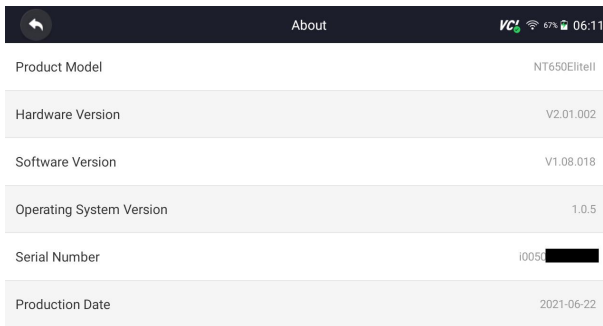 About
VCI 67% 06:11
Product Model NT650EliteII
Hardware Version V2.01.002
Software Version V1.08.018
Operating System Version 1.0.5
Serial Number i0050
Production Date 2021-06-22